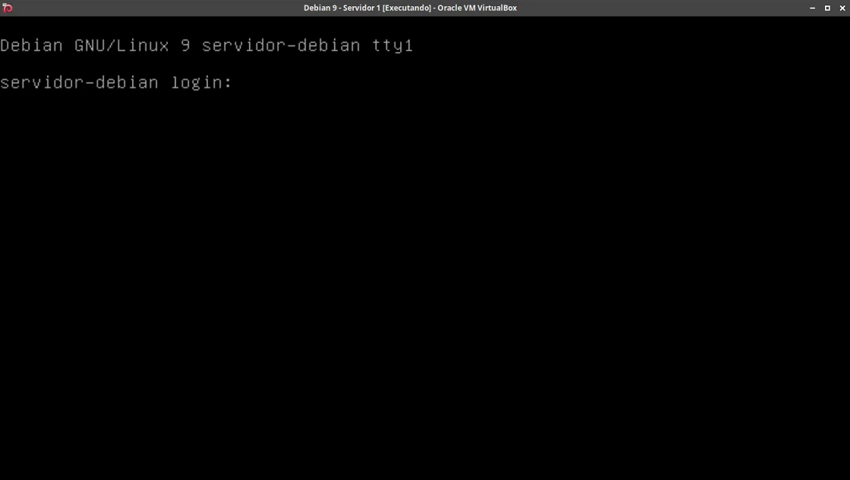 Debian 9 - Servidor 1 [Executando] - Oracle VM VirtualBox
Debian GNU/Linux 9 servidor-debian tty1
servidor-debian login: